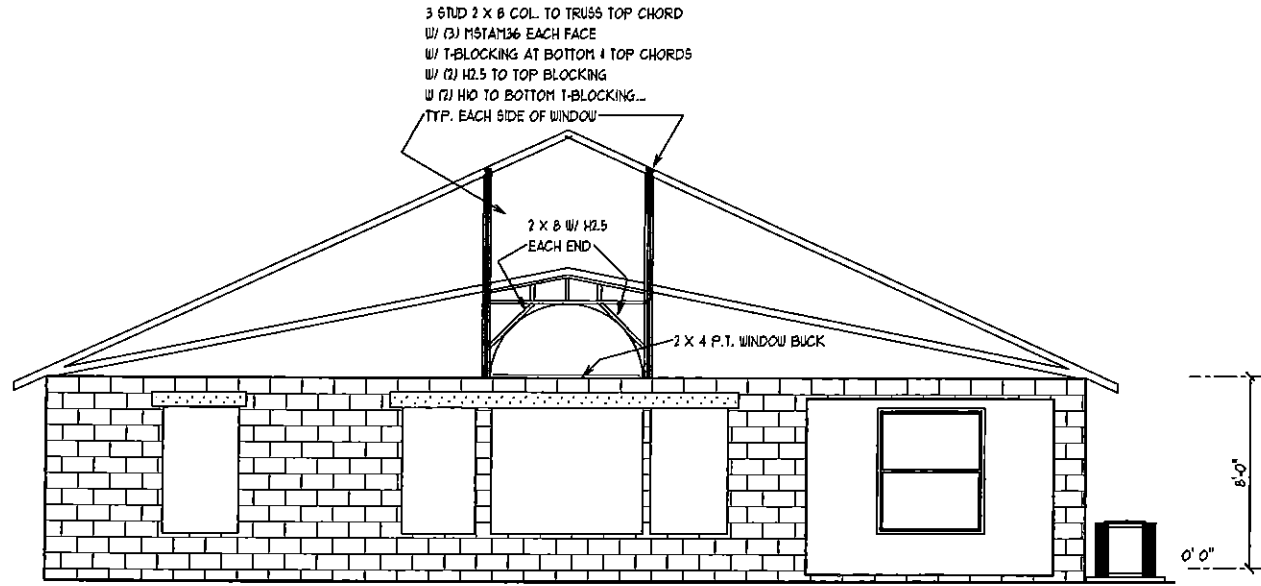 3 STUD 2 X 8 COL. TO TRUSS TOP CHORD
W/ (3) MSTAM36 EACH FACE
W/ T-BLOCKING AT BOTTOM & TOP CHORDS
W/ (2) H2.5 TO TOP BLOCKING
W (2) H10 TO BOTTOM T-BLOCKING...
TYP. EACH SIDE OF WINDOW
2 X 8 W/ H2.5
EACH END
2 X 4 P.T. WINDOW BUCK
8'-0"
0' 0"